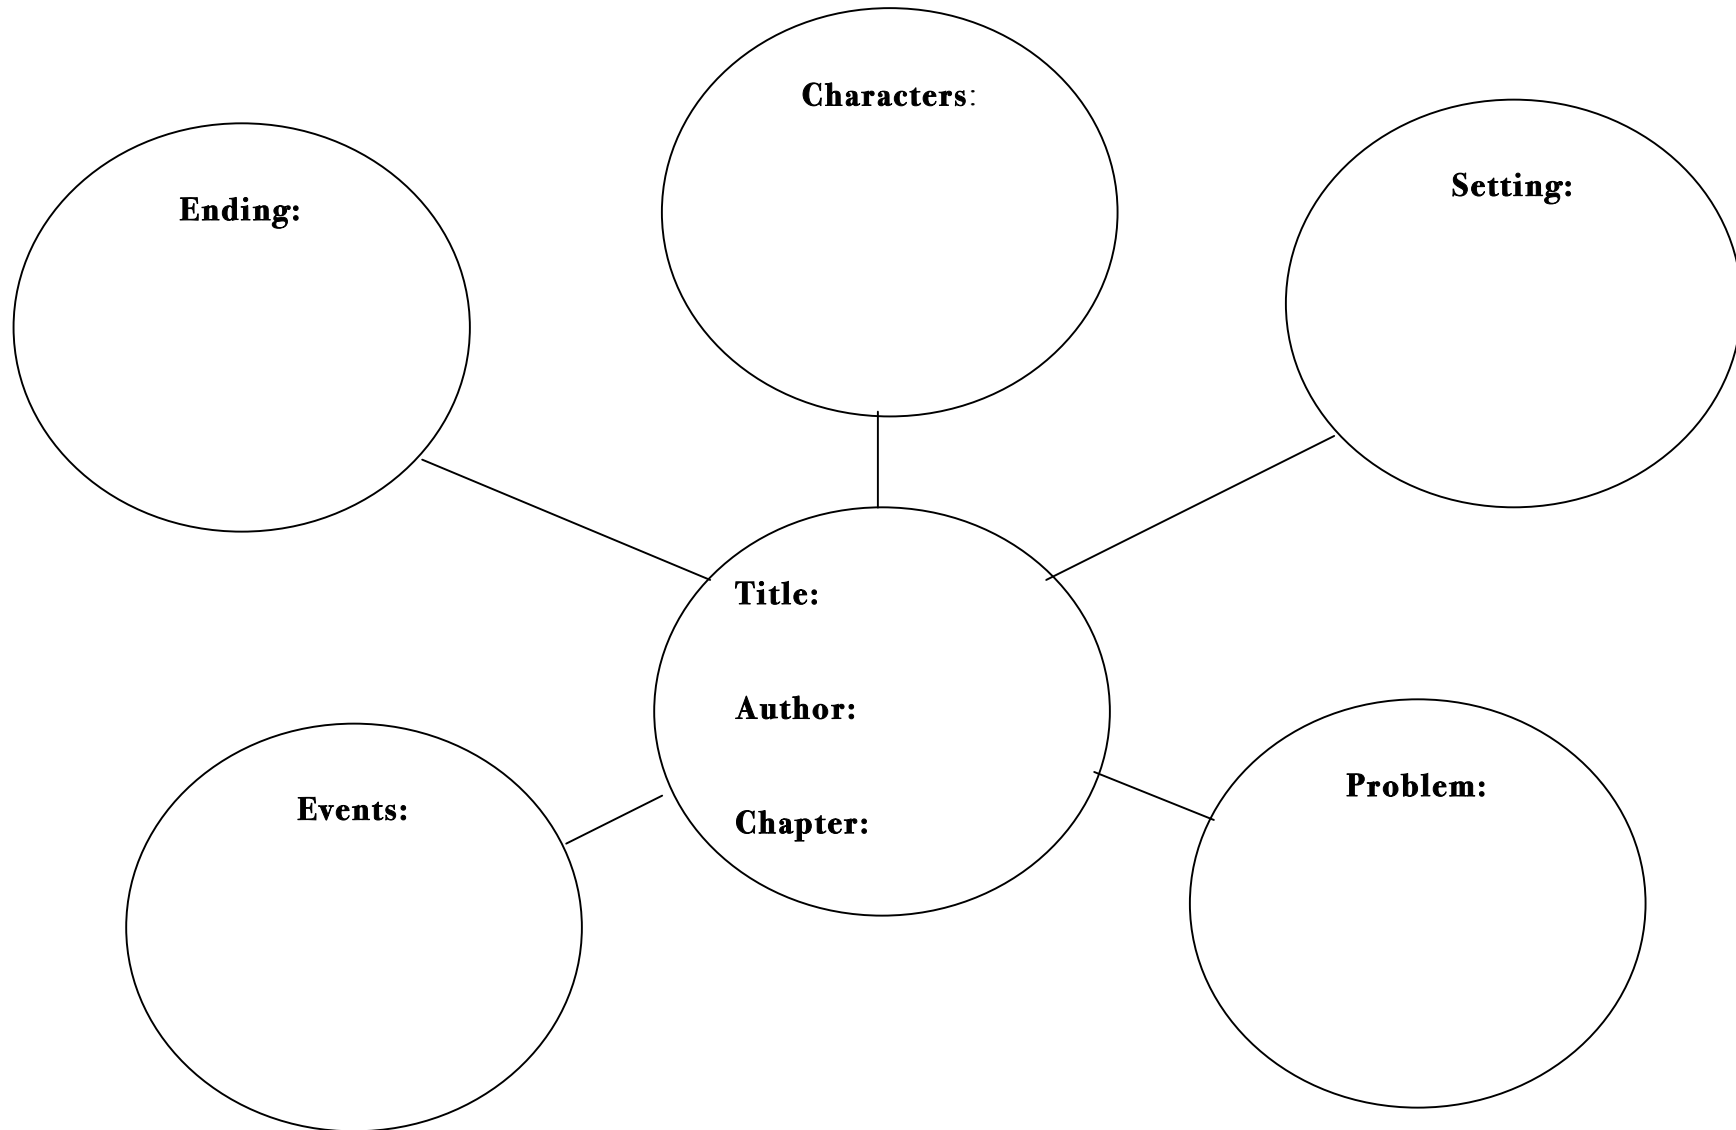 Characters:
Setting:
Ending:
Title:
Author:
Chapter:
Problem:
Events: